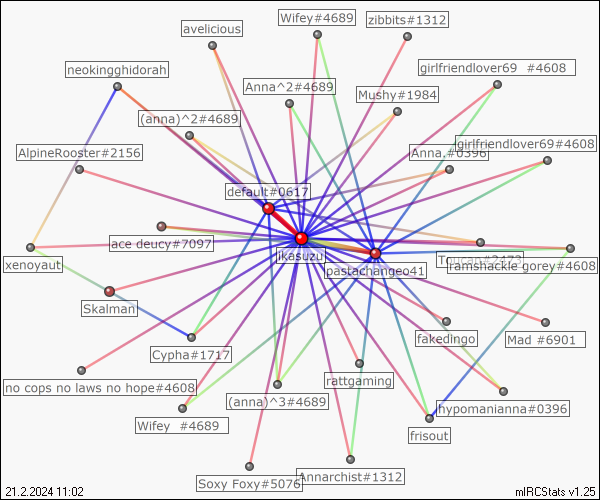 Wifey#4689
zibbits#1312
avelicious
neokingghidorah
girlfriendlover69 #4608
Anna^2#4689
Mushy#1984
(anna)^2#4689
girlfriendlover69#4608
AlpineRooster#2156
Anna.#0396
default#0617
ace deucy#7097
ikasuzu
xenoyaut
pastachangeo41
ramshackle gorey#4608
Skalman
fakedingo
Mad #6901
Cypha#1717
rattgaming
no cops no laws no hope#4608
(anna)^3#4689
hypomanianna#0396
Wifey #4689
frisout
Soxy Foxy#5076
Annarchist#1312
21.2.2024 11:02
mIRCStats v1.25